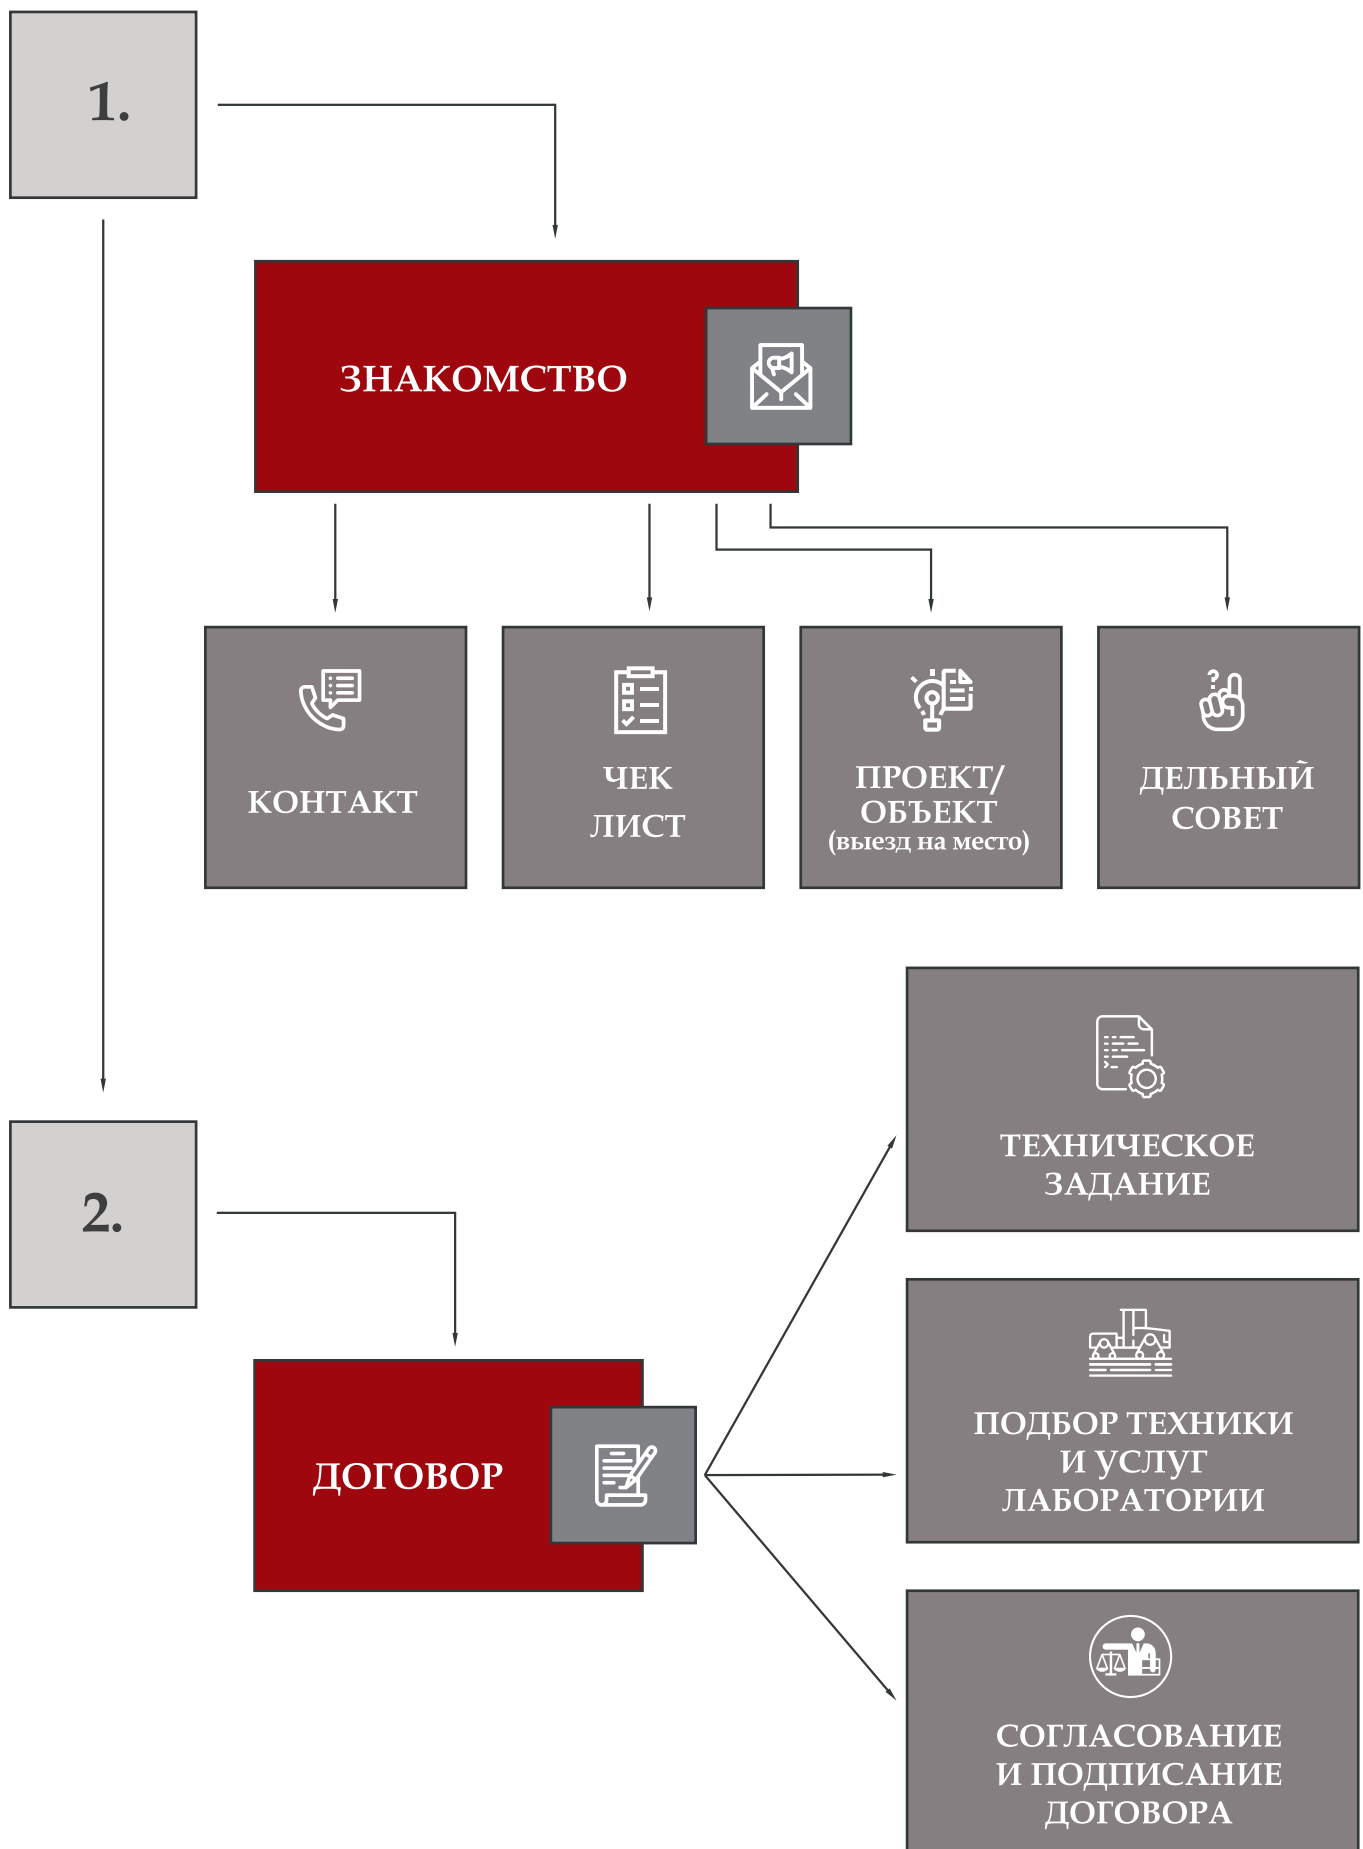 1.
ЗНАКОМСТВО
КОНТАКТ
ЧЕК
ЛИСТ
ПРОЕКТ/
ОБЪЕКТ
(выезд на место)
ДЕЛЬНЫЙ
СОВЕТ
2.
ДОГОВОР
ТЕХНИЧЕСКОЕ
ЗАДАНИЕ
ПОДБОР ТЕХНИКИ
И УСЛУГ
ЛАБОРАТОРИИ
СОГЛАСОВАНИЕ
И ПОДПИСАНИЕ
ДОГОВОРА